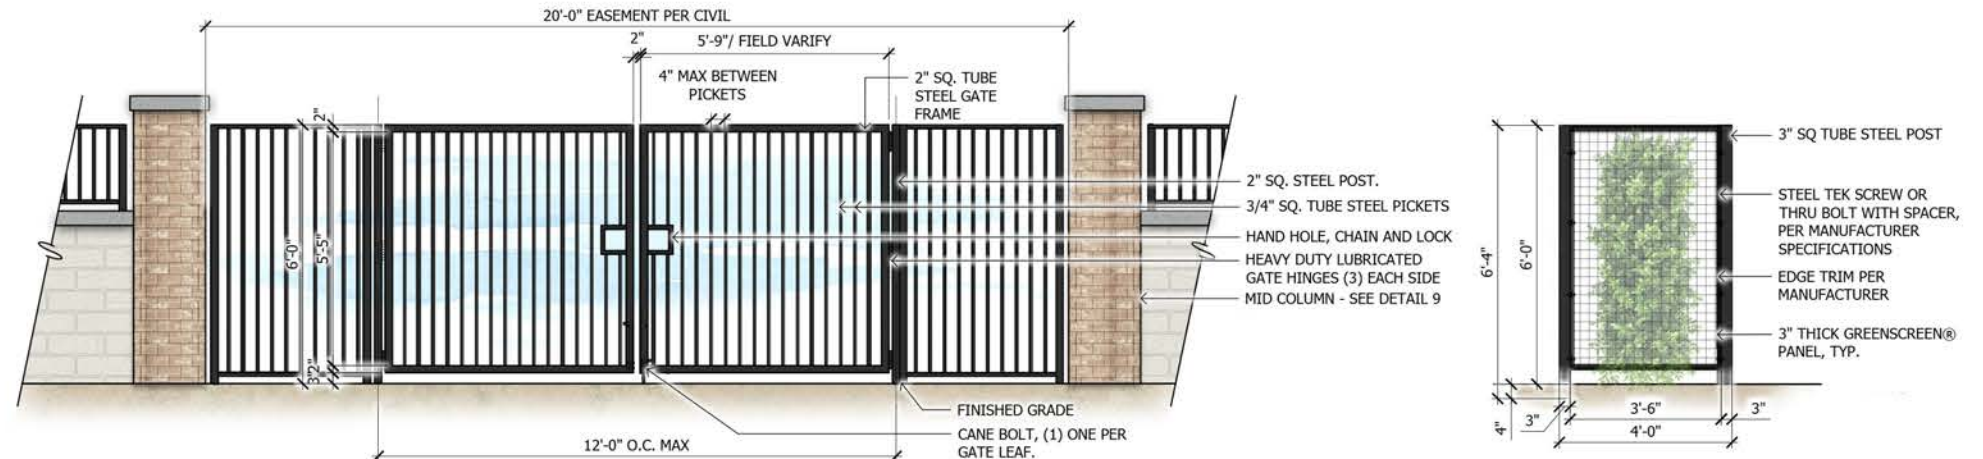 20'-0" EASEMENT PER CIVIL
2"
5'-9"/ FIELD VARIFY
4" MAX BETWEEN
PICKETS
2" SQ. TUBE
STEEL GATE
FRAME
2"
6'-0"
5'-5"
2"
3"
2" SQ. STEEL POST.
3/4" SQ. TUBE STEEL PICKETS
HAND HOLE, CHAIN AND LOCK
HEAVY DUTY LUBRICATED
GATE HINGES (3) EACH SIDE
MID COLUMN - SEE DETAIL 9
FINISHED GRADE
CANE BOLT, (1) ONE PER
GATE LEAF.
12'-0" O.C. MAX
6'-4"
6'-0"
3" SQ TUBE STEEL POST
STEEL TEK SCREW OR
THRU BOLT WITH SPACER,
PER MANUFACTURER
SPECIFICATIONS
EDGE TRIM PER
MANUFACTURER
3" THICK GREENSCREEN®
PANEL, TYP.
4"
3"
3'-6"
3"
4'-0"